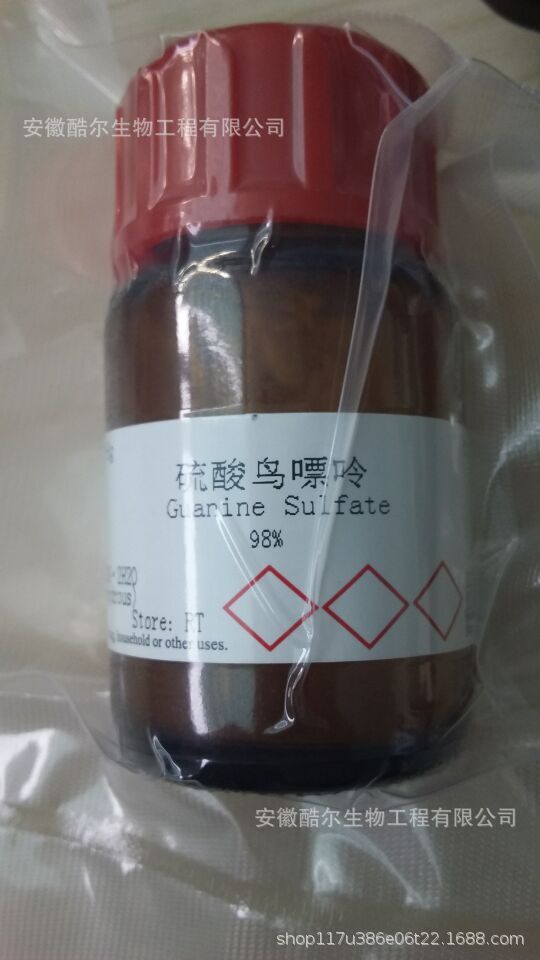 安徽酷尔生物工程有限公司
硫酸鸟嘌呤
Guanine Sulfate
98%
2H2O
Store: RT
household or other uses.
安徽酷尔生物工程有限公司
shop117u386e06t22.1688.com